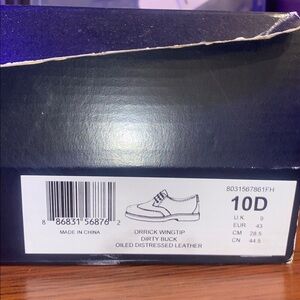 8031567861FH
10D
U.K. 9
EUR 43
CM 28.5
CN 44.5
8 86831 56876 2
MADE IN CHINA
ORRICK WINGTIP
DIRTY BUCK
OILED DISTRESSED LEATHER